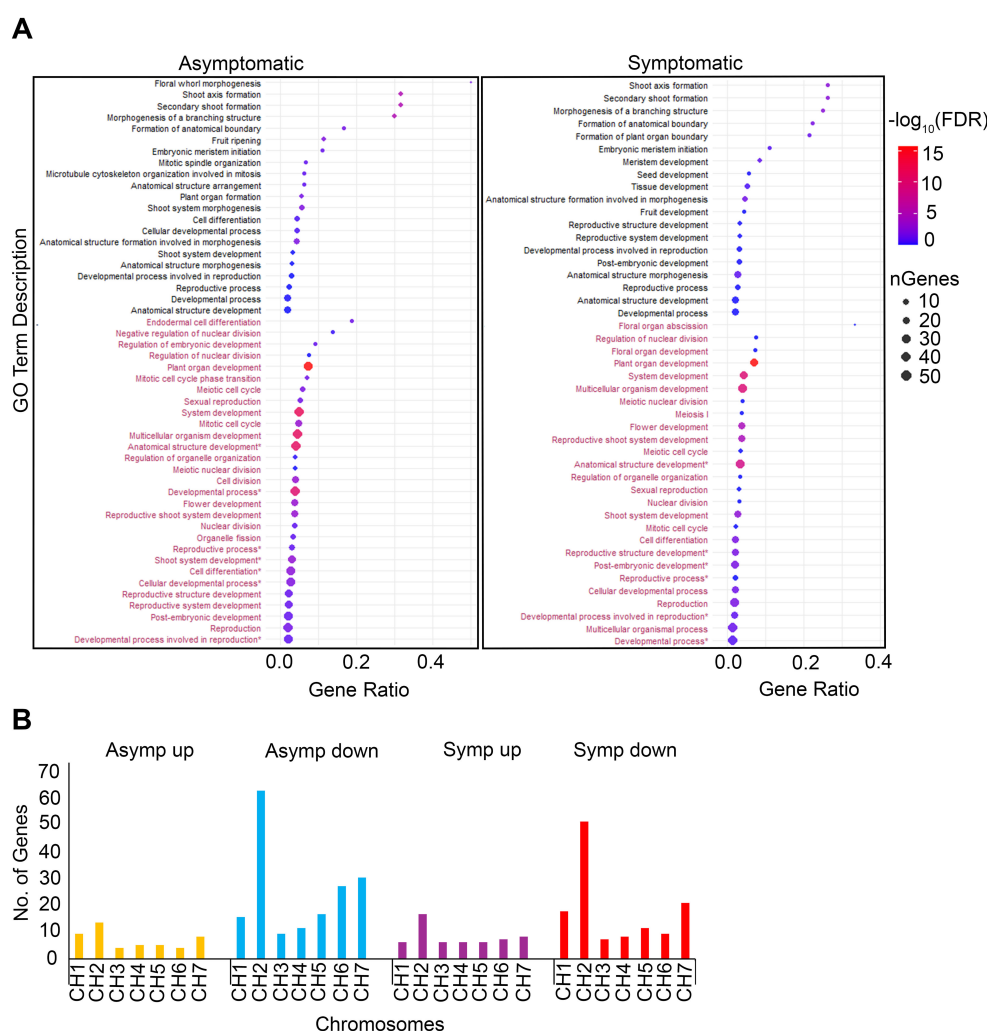 A
Asymptomatic
Symptomatic
GO Term Description
Floral whorl morphogenesis
Shoot axis formation
Secondary shoot formation
Morphogenesis of a branching structure
Formation of anatomical boundary
Fruit ripening
Embryonic meristem initiation
Mitotic spindle organization
Microtubule cytoskeleton organization involved in mitosis
Anatomical structure arrangement
Plant organ formation
Shoot system morphogenesis
Cell differentiation
Cellular developmental process
Anatomical structure formation involved in morphogenesis
Shoot system development
Anatomical structure morphogenesis
Developmental process involved in reproduction
Reproductive process
Developmental process
Anatomical structure development
Endodermal cell differentiation
Negative regulation of nuclear division
Regulation of embryonic development
Regulation of nuclear division
Plant organ development
Mitotic cell cycle phase transition
Meiotic cell cycle
Sexual reproduction
System development
Mitotic cell cycle
Multicellular organism development
Anatomical structure development*
Regulation of organelle organization
Meiotic nuclear division
Cell division
Developmental process*
Flower development
Reproductive shoot system development
Nuclear division
Organelle fission
Reproductive process*
Shoot system development*
Cell differentiation*
Cellular developmental process*
Reproductive structure development
Reproductive system development
Post-embryonic development
Reproduction
Developmental process involved in reproduction*
0.0 0.2 0.4
Gene Ratio
Shoot axis formation
Secondary shoot formation
Morphogenesis of a branching structure
Formation of anatomical boundary
Formation of plant organ boundary
Embryonic meristem initiation
Meristem development
Seed development
Tissue development
Anatomical structure formation involved in morphogenesis
Fruit development
Reproductive structure development
Reproductive system development
Developmental process involved in reproduction
Post-embryonic development
Anatomical structure morphogenesis
Reproductive process
Anatomical structure development
Developmental process
Floral organ abscission
Regulation of nuclear division
Floral organ development
Plant organ development
System development
Multicellular organism development
Meiotic nuclear division
Meiosis I
Flower development
Reproductive shoot system development
Meiotic cell cycle
Anatomical structure development*
Regulation of organelle organization
Sexual reproduction
Nuclear division
Shoot system development
Mitotic cell cycle
Cell differentiation
Reproductive structure development*
Post-embryonic development*
Reproductive process*
Cellular developmental process
Reproduction
Developmental process involved in reproduction*
Multicellular organismal process
Developmental process*
0.0 0.2 0.4
Gene Ratio
-log10(FDR)
15
10
5
0
nGenes
10
20
30
40
50
B
Asymp up
Asymp down
Symp up
Symp down
No. of Genes
70
60
50
40
30
20
10
0
CH1 CH2 CH3 CH4 CH5 CH6 CH7
CH1 CH2 CH3 CH4 CH5 CH6 CH7
CH1 CH2 CH3 CH4 CH5 CH6 CH7
CH1 CH2 CH3 CH4 CH5 CH6 CH7
Chromosomes